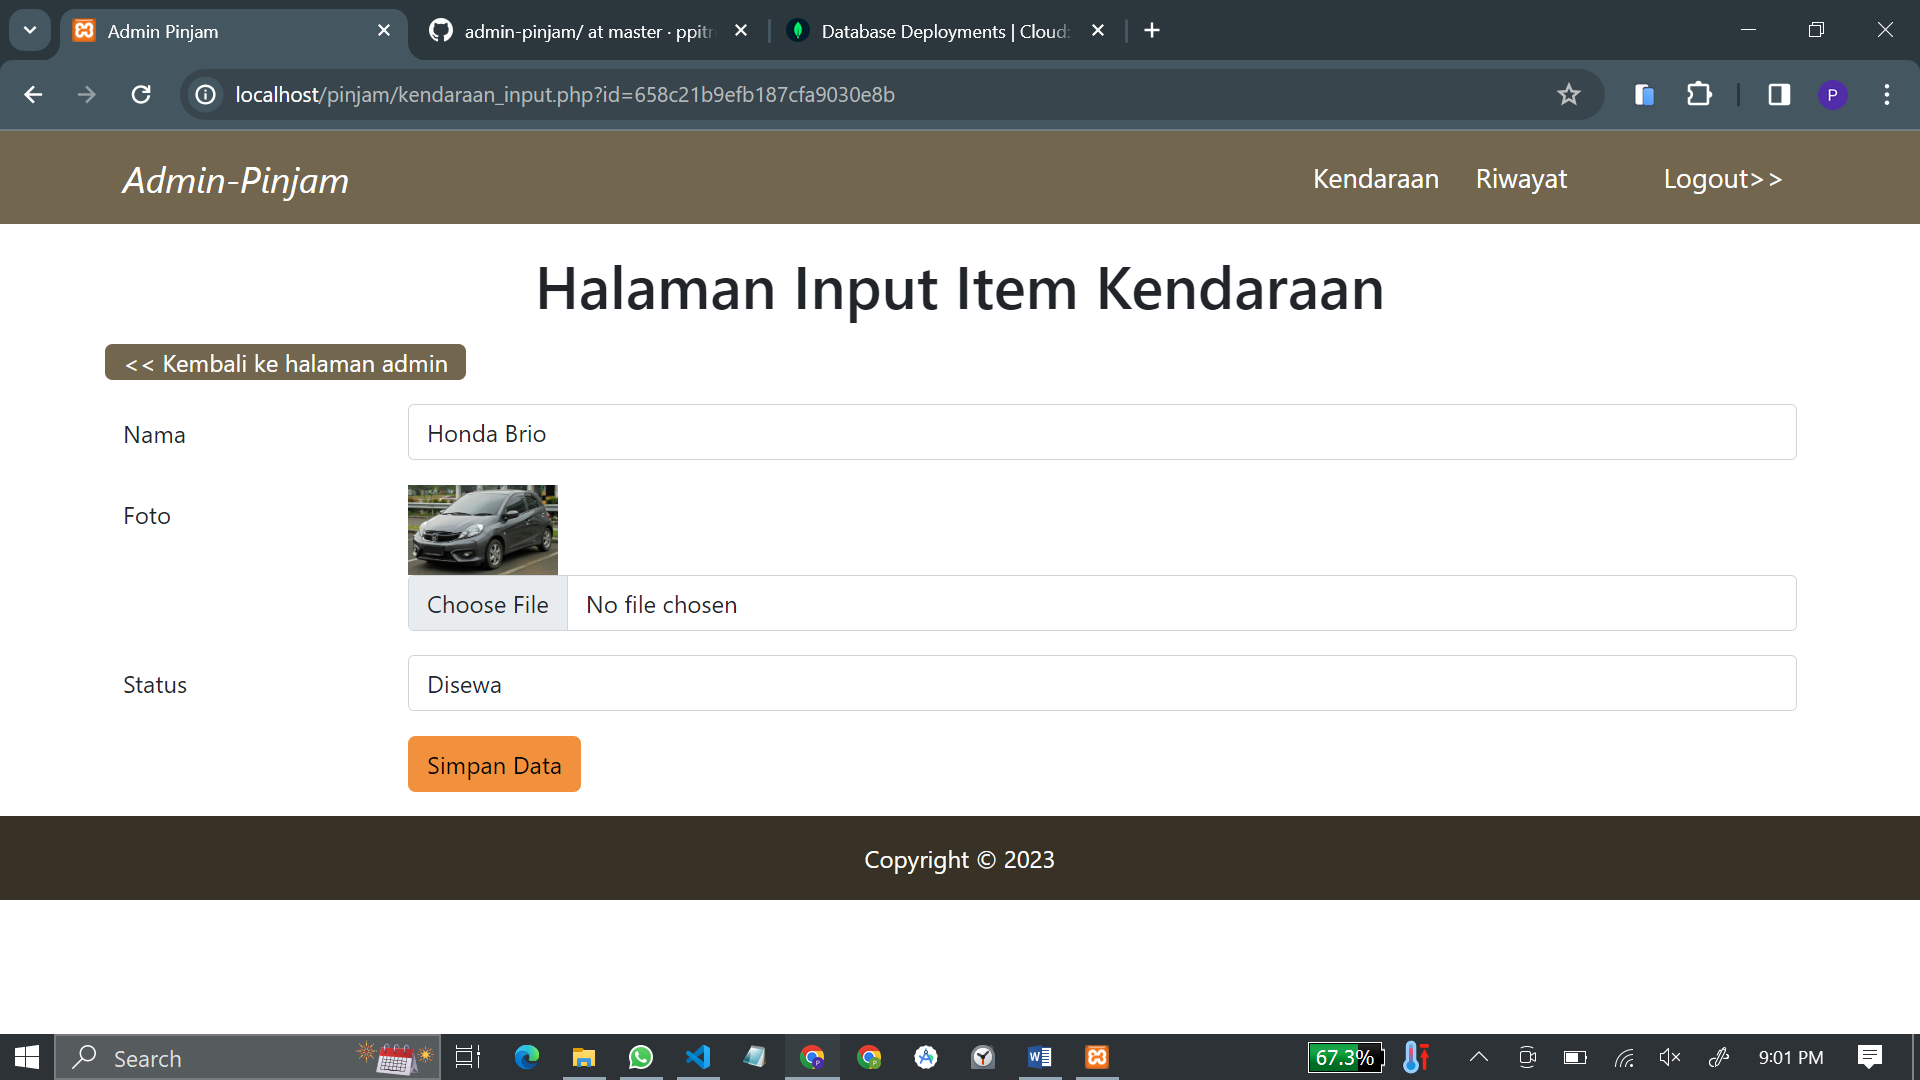 Admin Pinjam
admin-pinjam/ at master · ppitr
Database Deployments | Cloud:
localhost/pinjam/kendaraan_input.php?id=658c21b9efb187cfa9030e8b
P
Admin-Pinjam
Kendaraan
Riwayat
Logout>>
Halaman Input Item Kendaraan
<< Kembali ke halaman admin
Nama
Honda Brio
Foto
Choose File
No file chosen
Status
Disewa
Simpan Data
Copyright © 2023
Search
67.3%
9:01 PM